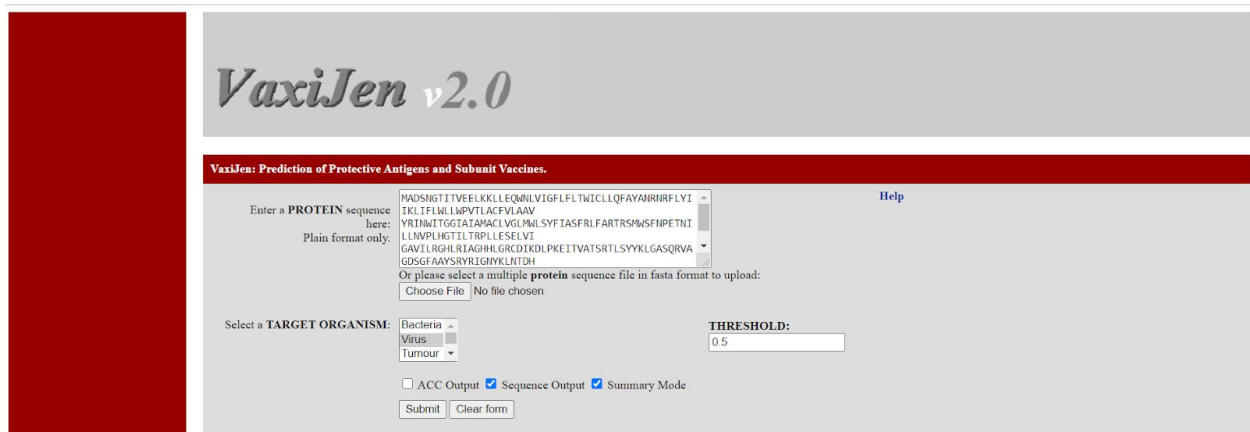 VaxiJen v2.0
VaxiJen: Prediction of Protective Antigens and Subunit Vaccines.
Enter a PROTEIN sequence here:
Plain format only.
MADSNGTITVEELKKLLEQWNLVIGFLFLTWICLLQFAYANRNRFLYI
IKLIFLWLLWPVTLACFVLAAV
YRINWITGGIAIAMACLVGLMWLSYFIASFRLFARTRSMWSFNPETNI
LLNVPLHGTILTRPLLESELVI
GAVILRGHLRIAGHHLGRCDIKDLPKEITVATSRTLSYYKLGASQRVA
GDSGFAAYSRYRIGNYKLNTDH
Help
Or please select a multiple protein sequence file in fasta format to upload:
Choose File No file chosen
Select a TARGET ORGANISM:
Bacteria
Virus
Tumour
THRESHOLD:
0.5
ACC Output Sequence Output Summary Mode
Submit Clear form